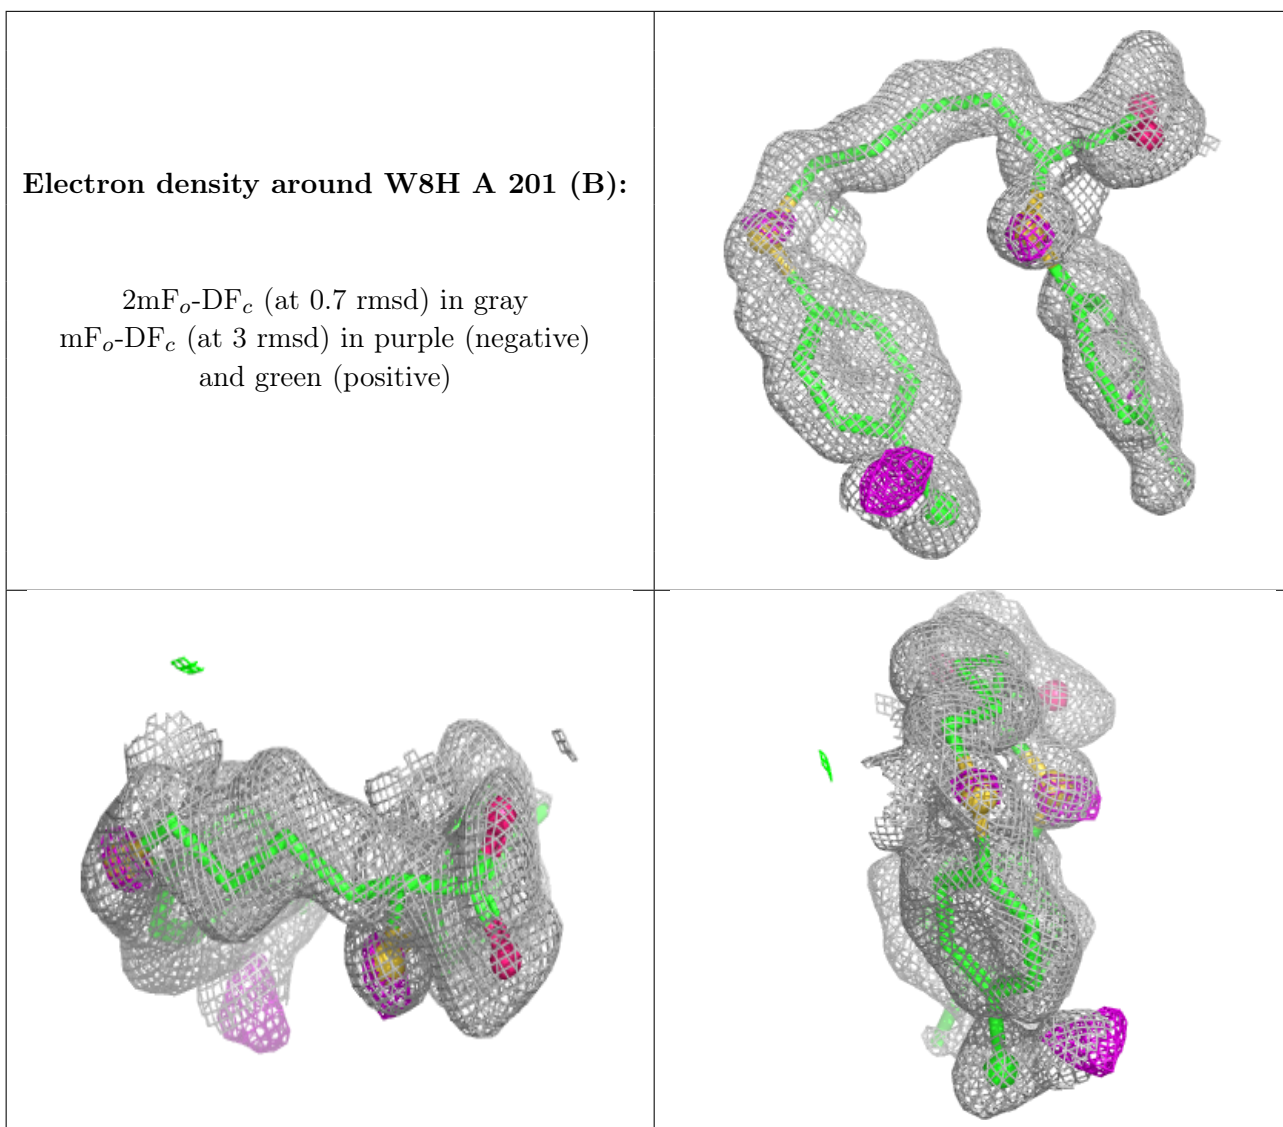 Electron density around W8H A 201 (B):
2mFₒ-DF𝒸 (at 0.7 rmsd) in gray
mFₒ-DF𝒸 (at 3 rmsd) in purple (negative)
and green (positive)